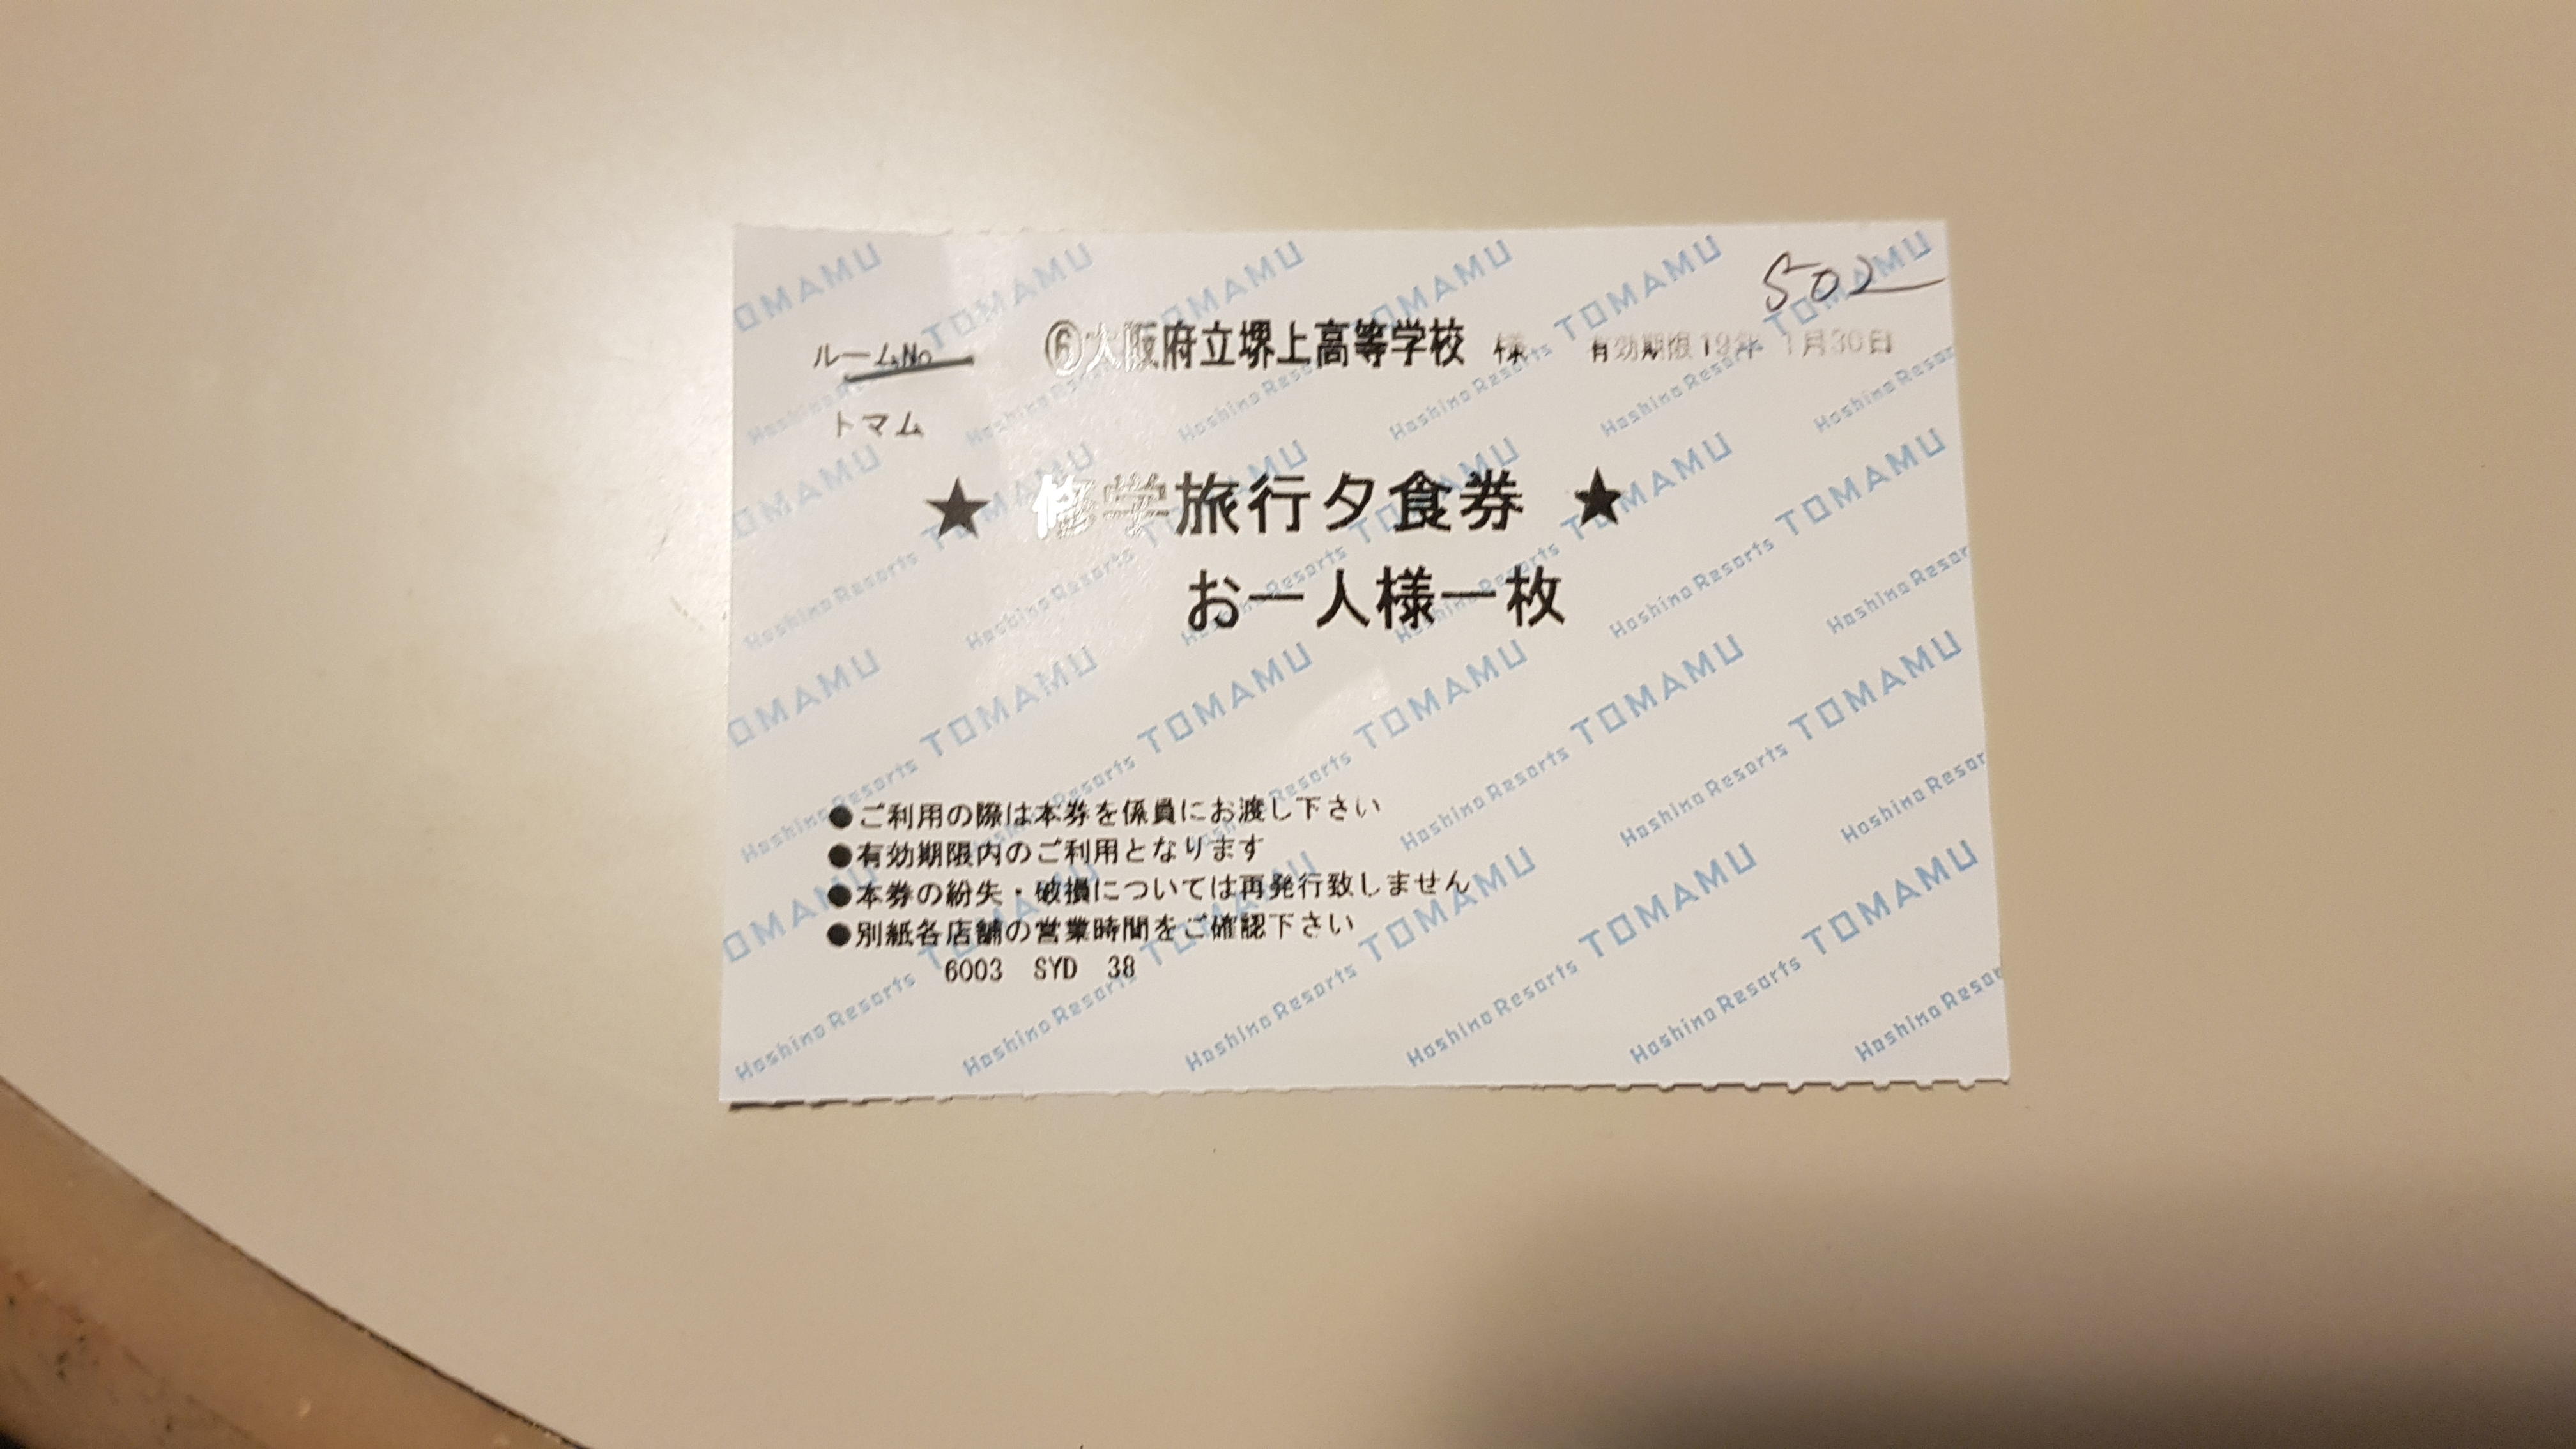 502
ルームNo ⑥大阪府立堺上高等学校 様 有効期限19年 1月30日
トマム
★ 修学旅行夕食券 ★
お一人様一枚
●ご利用の際は本券を係員にお渡し下さい
●有効期限内のご利用となります
●本券の紛失・破損については再発行致しません
●別紙各店舗の営業時間をご確認下さい
6003 SYD 38
Hoshino Resorts TOMAMU